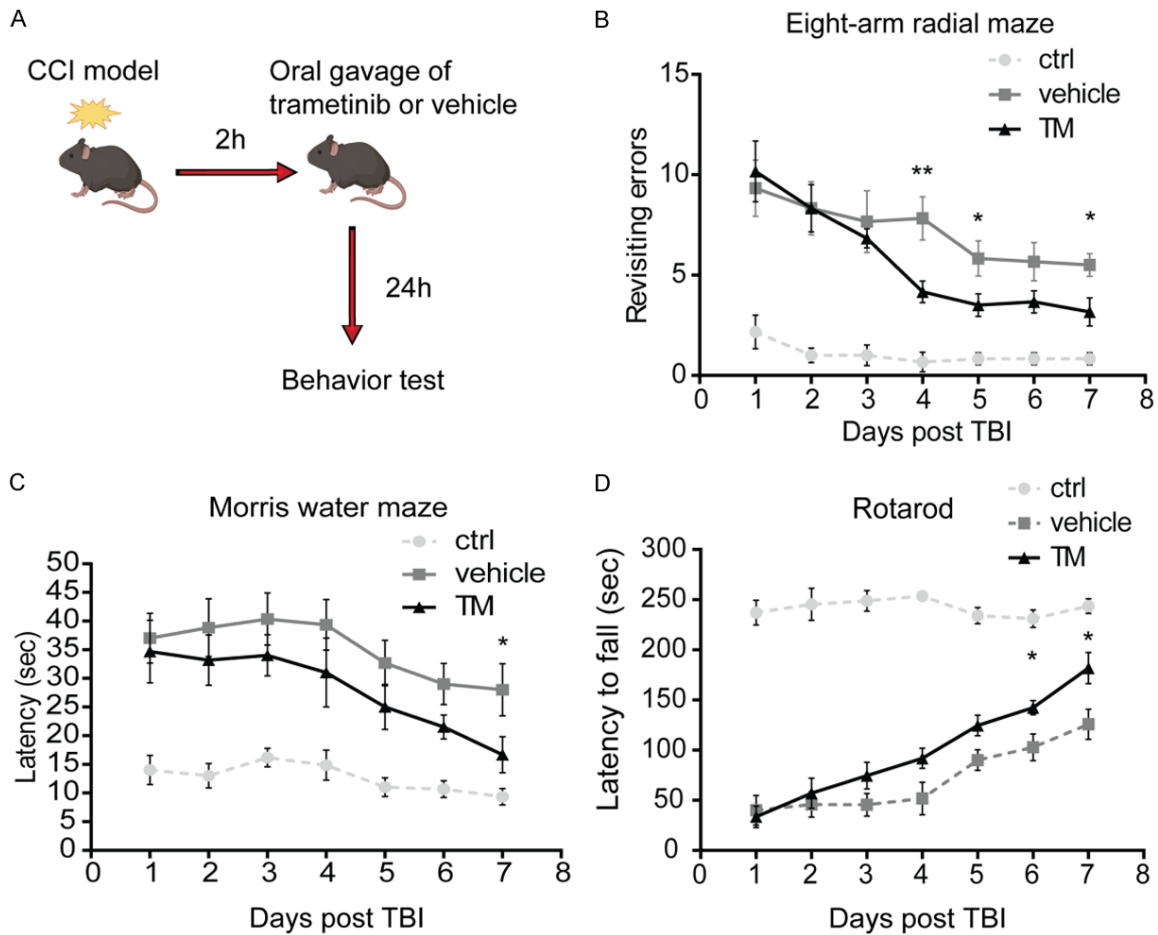 A
CCI model
2h
Oral gavage of
trametinib or vehicle
24h
Behavior test
B
Eight-arm radial maze
ctrl
vehicle
TM
Revisiting errors
15
10
5
0
**
*
*
0 1 2 3 4 5 6 7 8
Days post TBI
C
Morris water maze
ctrl
vehicle
TM
Latency (sec)
50
45
40
35
30
25
20
15
10
5
0
*
0 1 2 3 4 5 6 7 8
Days post TBI
D
Rotarod
ctrl
vehicle
TM
Latency to fall (sec)
300
250
200
150
100
50
0
*
*
0 1 2 3 4 5 6 7 8
Days post TBI